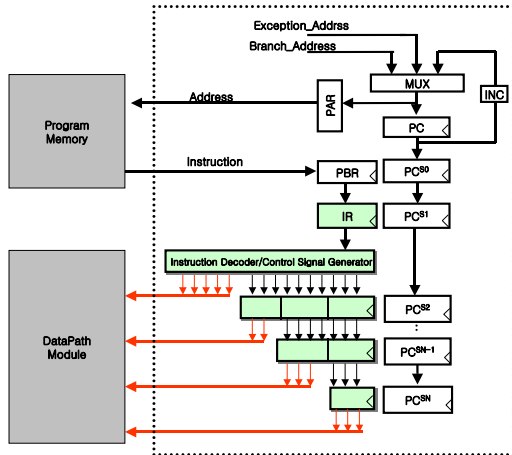 Exception_Addrss
Branch_Address
MUX
INC
Address
PAR
PC
Program
Memory
Instruction
PBR
PC^S0
IR
PC^S1
Instruction Decoder/Control Signal Generator
DataPath
Module
PC^S2
⋮
PC^SN-1
PC^SN